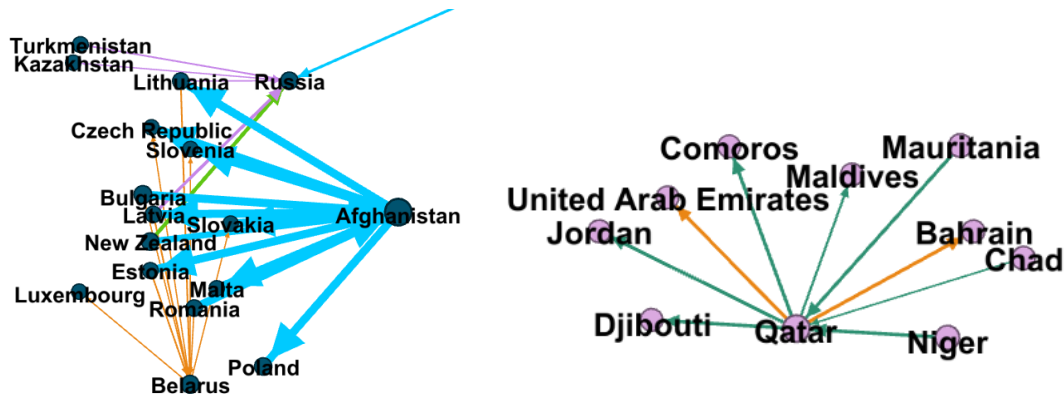 Turkmenistan
Kazakhstan
Lithuania
Russia
Czech Republic
Slovenia
Bulgaria
Latvia
Slovakia
Afghanistan
New Zealand
Estonia
Luxembourg
Malta
Romania
Poland
Belarus
Comoros
Mauritania
Maldives
United Arab Emirates
Jordan
Bahrain
Chad
Djibouti
Qatar
Niger